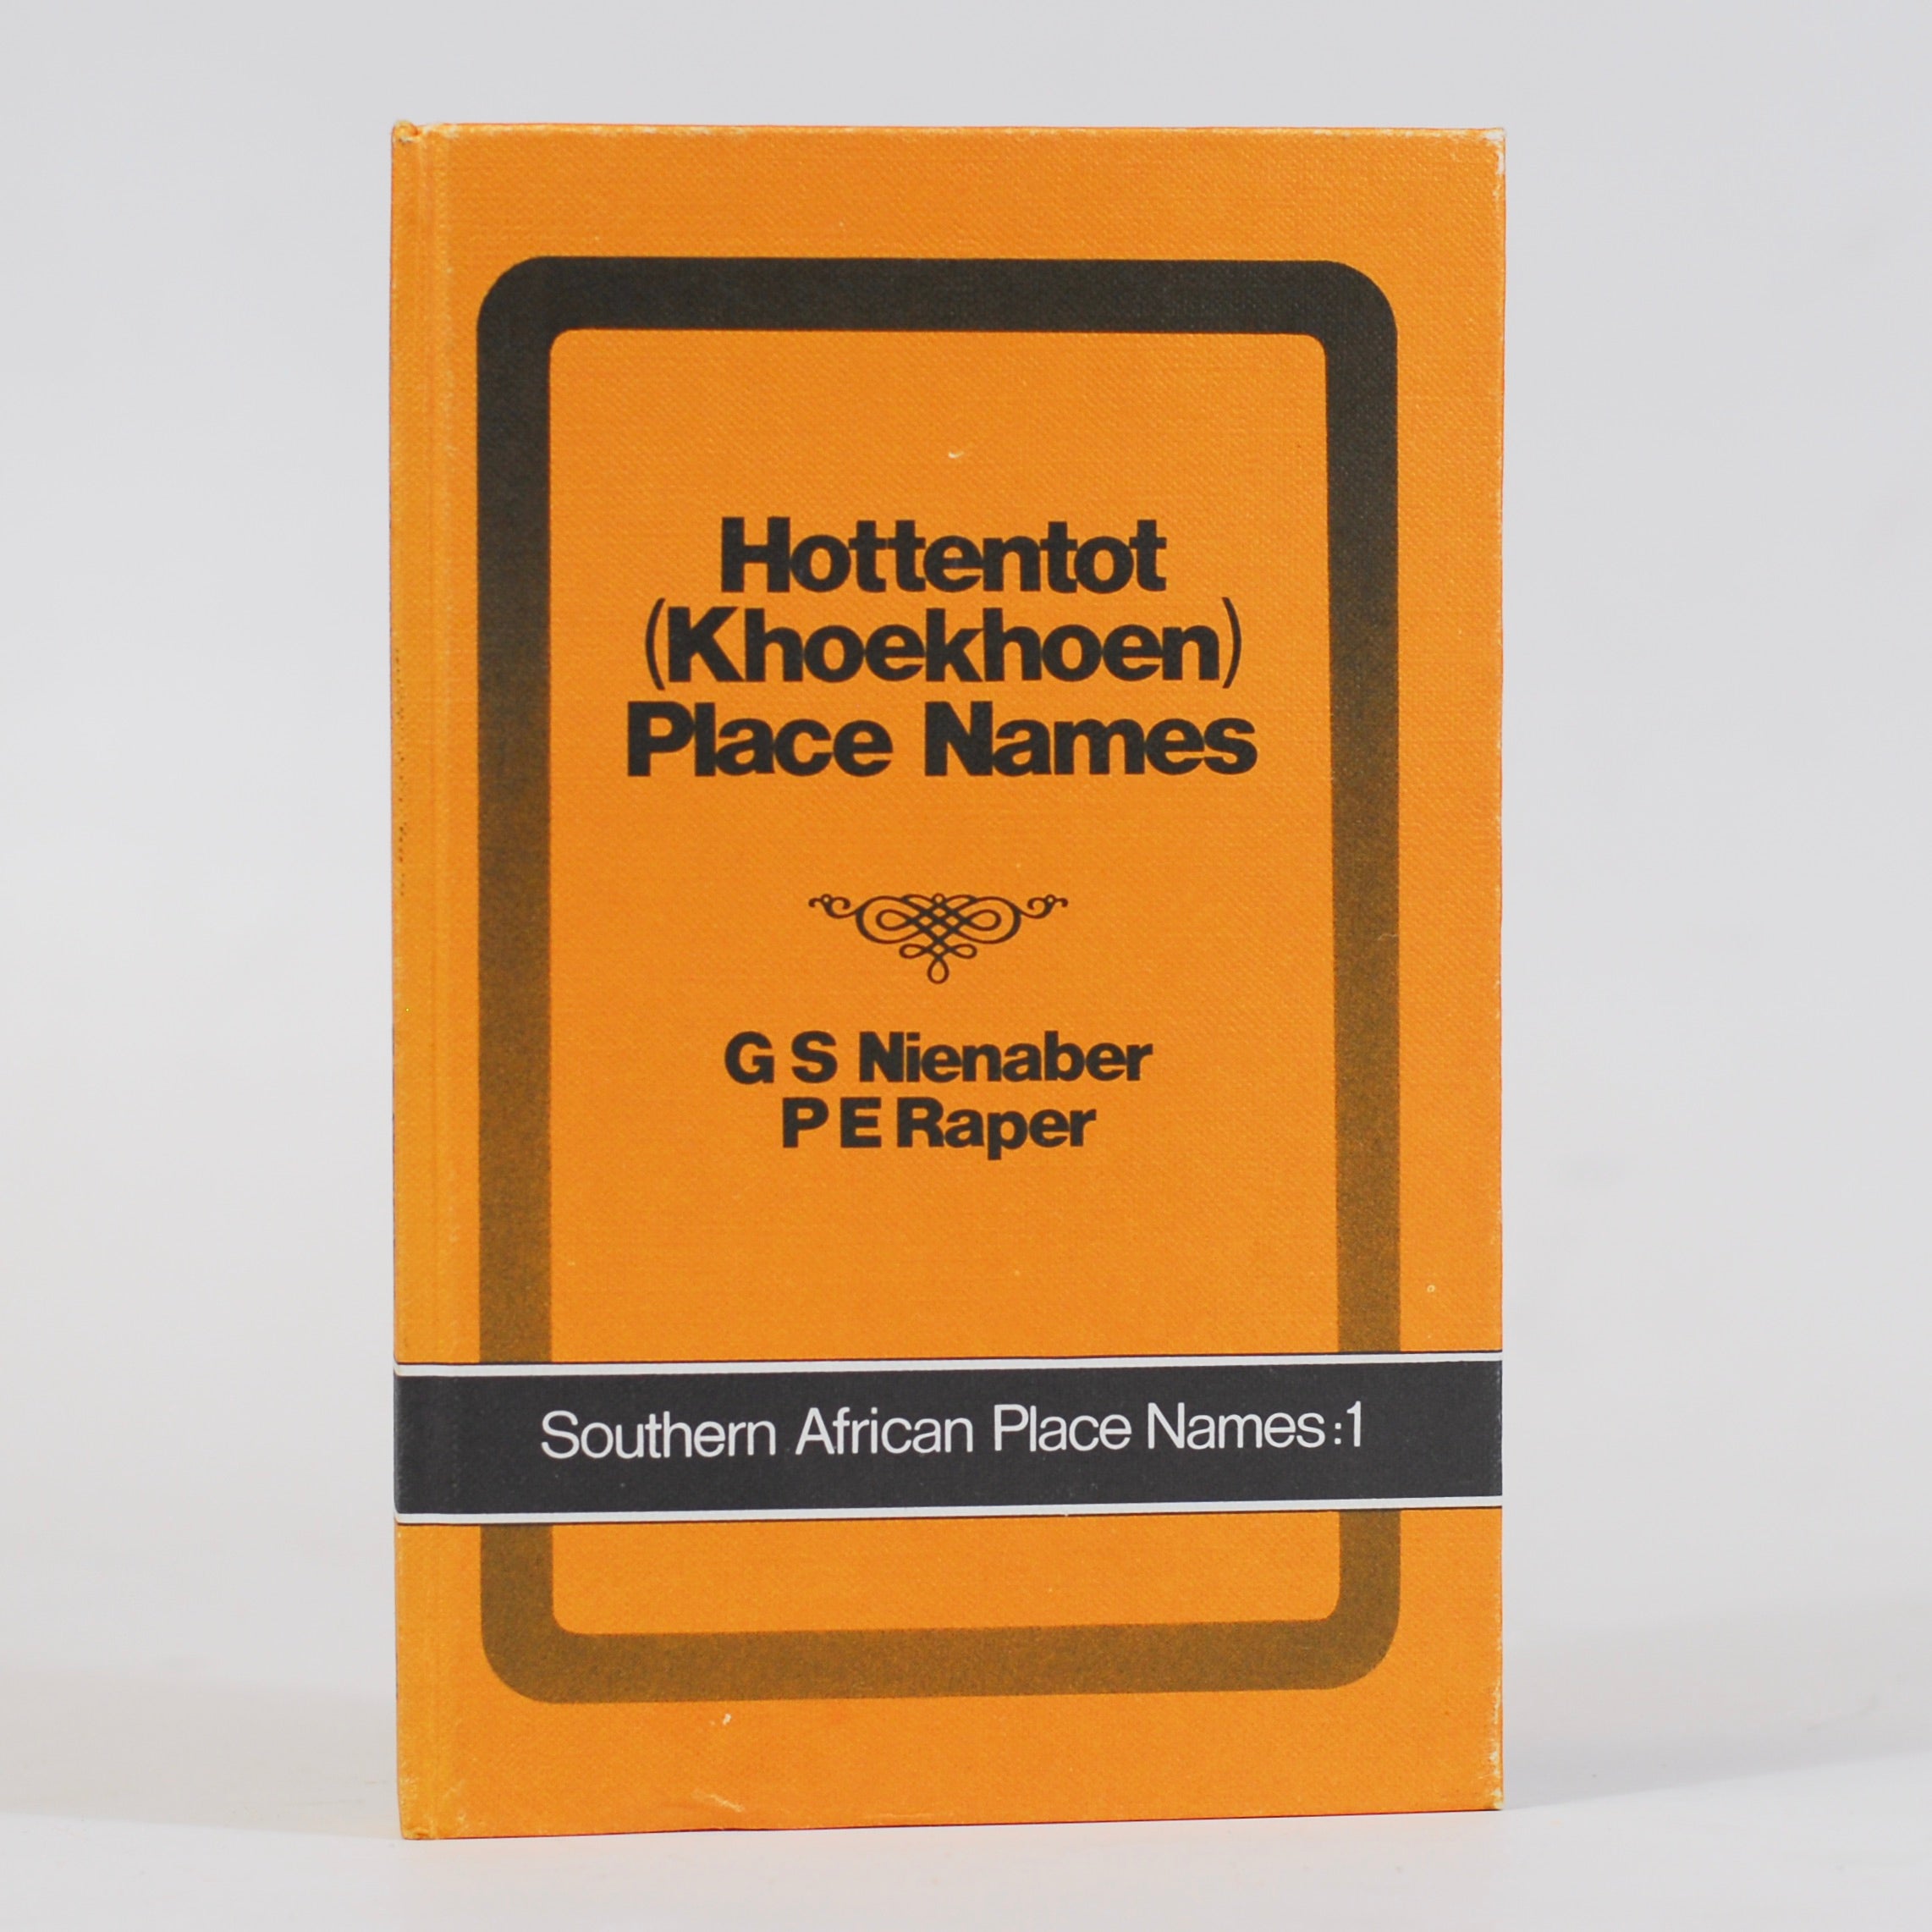 Hottentot
(Khoekhoen)
Place Names
G S Nienaber
P E Raper
Southern African Place Names:1